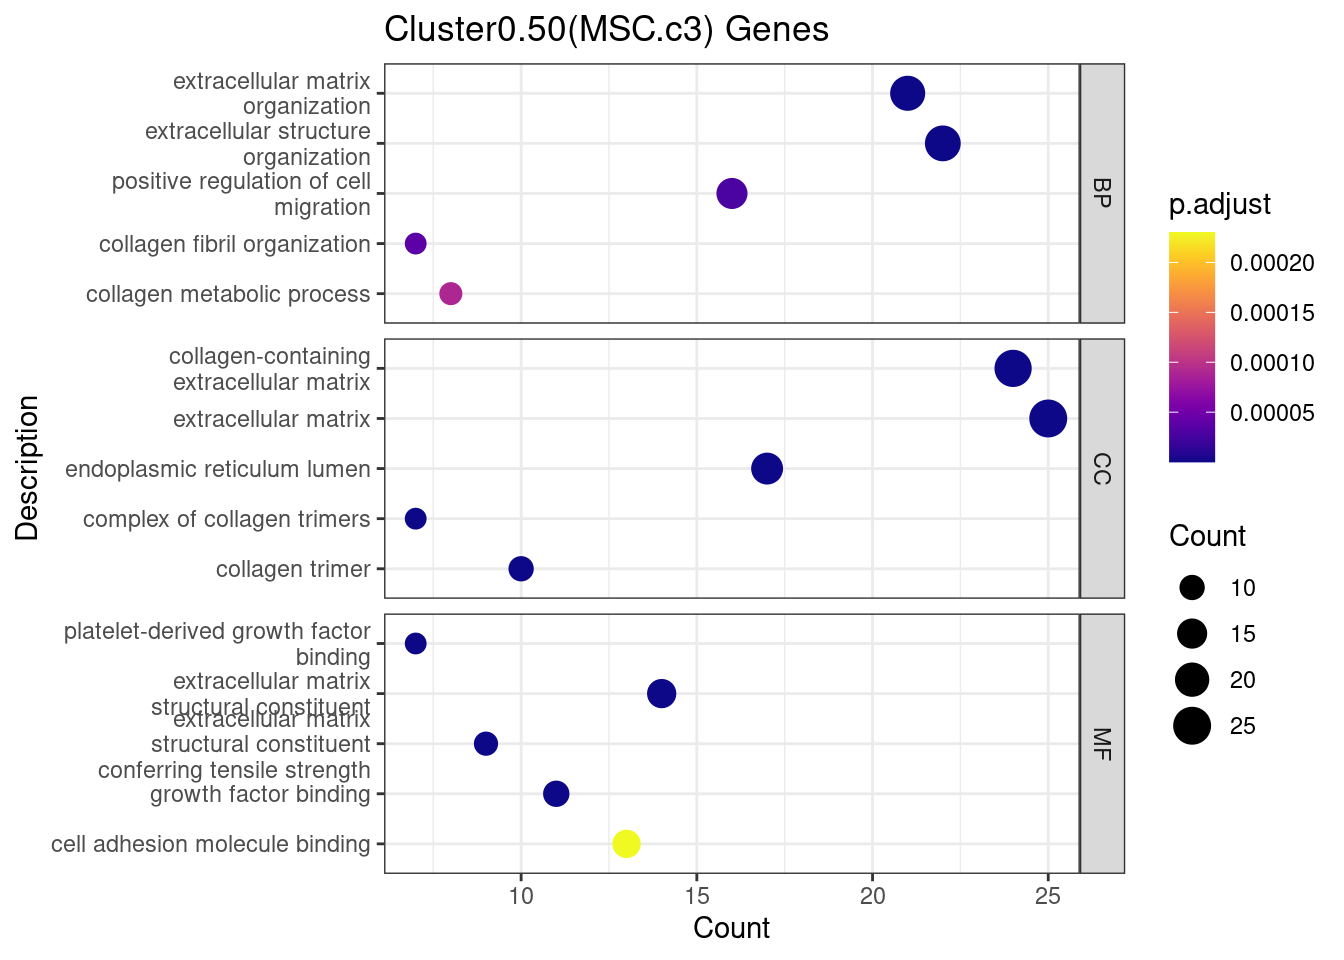 Cluster0.50(MSC.c3) Genes
Description
extracellular matrix
organization
extracellular structure
organization
positive regulation of cell
migration
collagen fibril organization
collagen metabolic process
BP
collagen-containing
extracellular matrix
extracellular matrix
endoplasmic reticulum lumen
complex of collagen trimers
collagen trimer
CC
platelet-derived growth factor
binding
extracellular matrix
structural constituent
extracellular matrix
structural constituent
conferring tensile strength
growth factor binding
cell adhesion molecule binding
MF
10
15
20
25
Count
p.adjust
0.00020
0.00015
0.00010
0.00005
Count
10
15
20
25